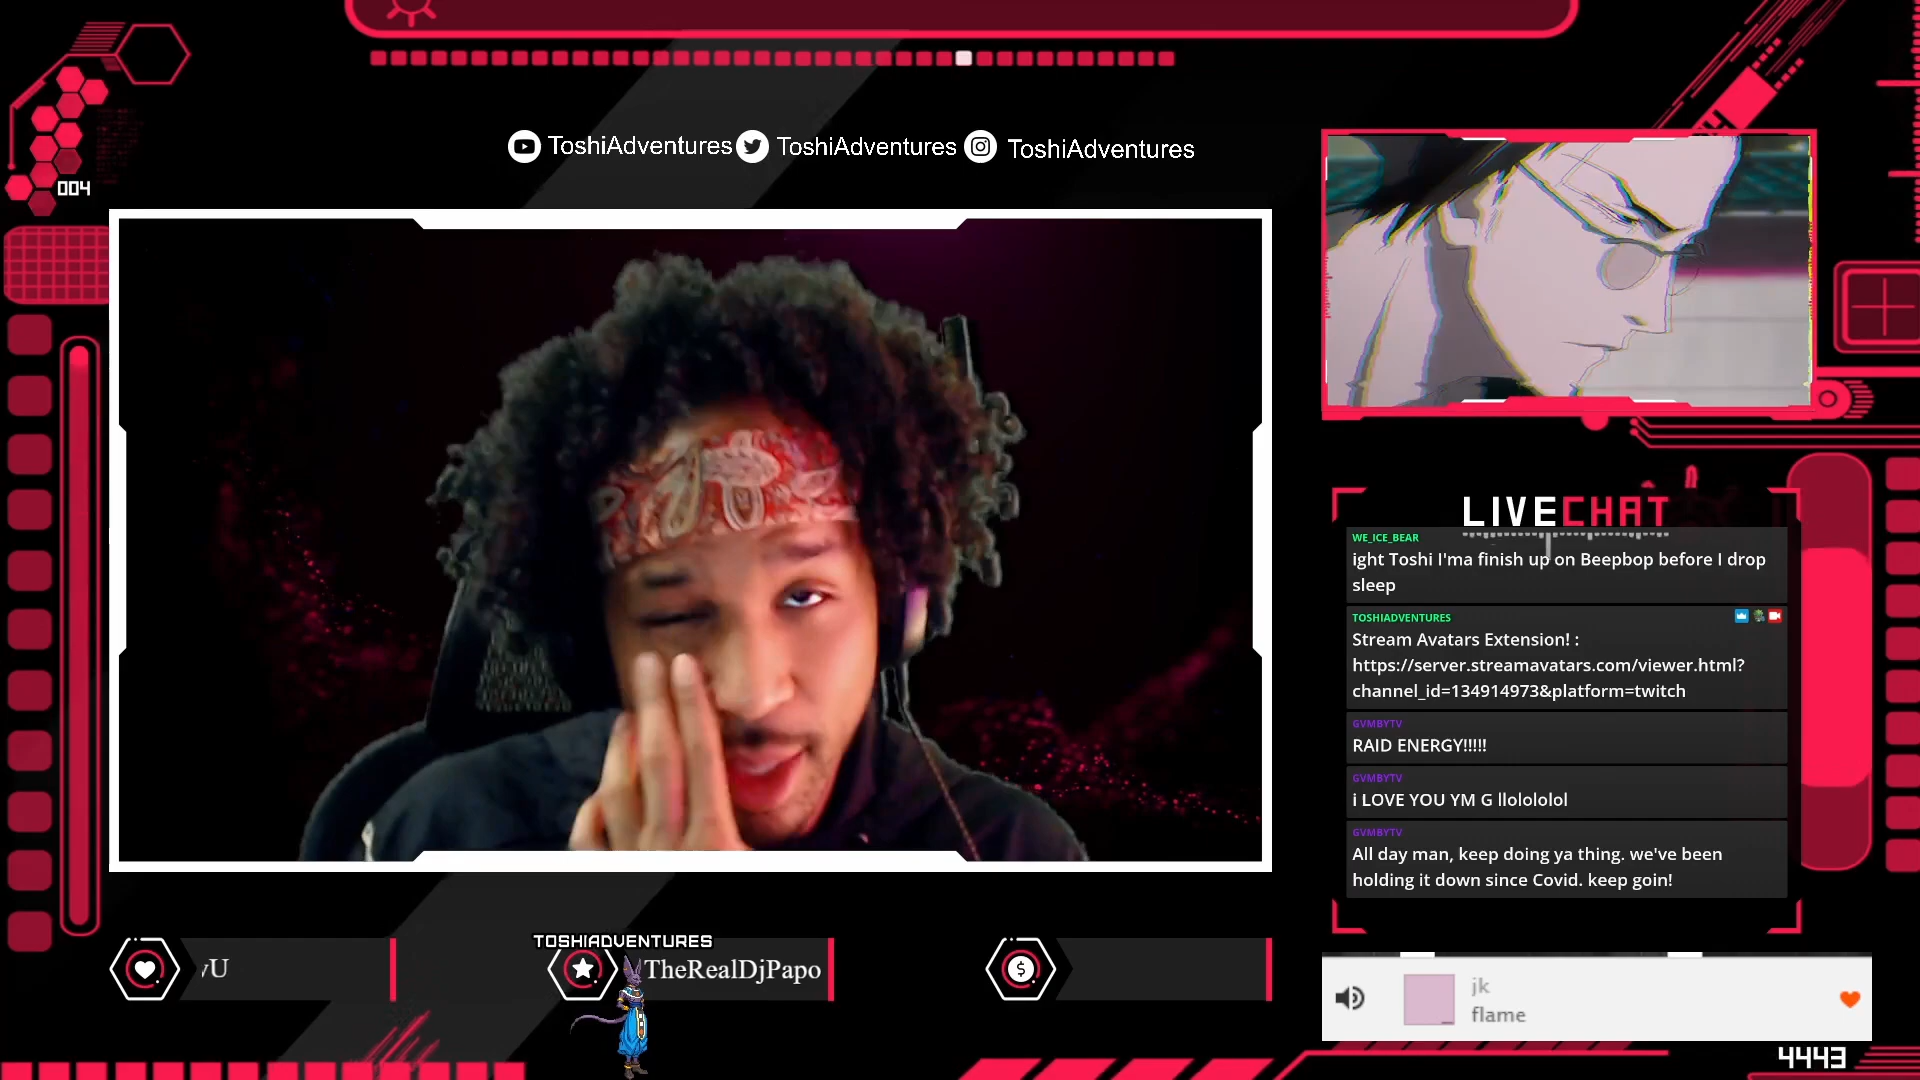 ToshiAdventures ToshiAdventures ToshiAdventures
004
LIVECHAT
WE_ICE_BEAR
ight Toshi I'ma finish up on Beepbop before I drop
sleep
TOSHIADVENTURES
Stream Avatars Extension! :
https://server.streamavatars.com/viewer.html?
channel_id=134914973&platform=twitch
GVMBYTV
RAID ENERGY!!!!!
GVMBYTV
i LOVE YOU YM G llolololol
GVMBYTV
All day man, keep doing ya thing. we've been
holding it down since Covid. keep goin!
TOSHIADVENTURES
TheRealDjPapo
jk
flame
4443